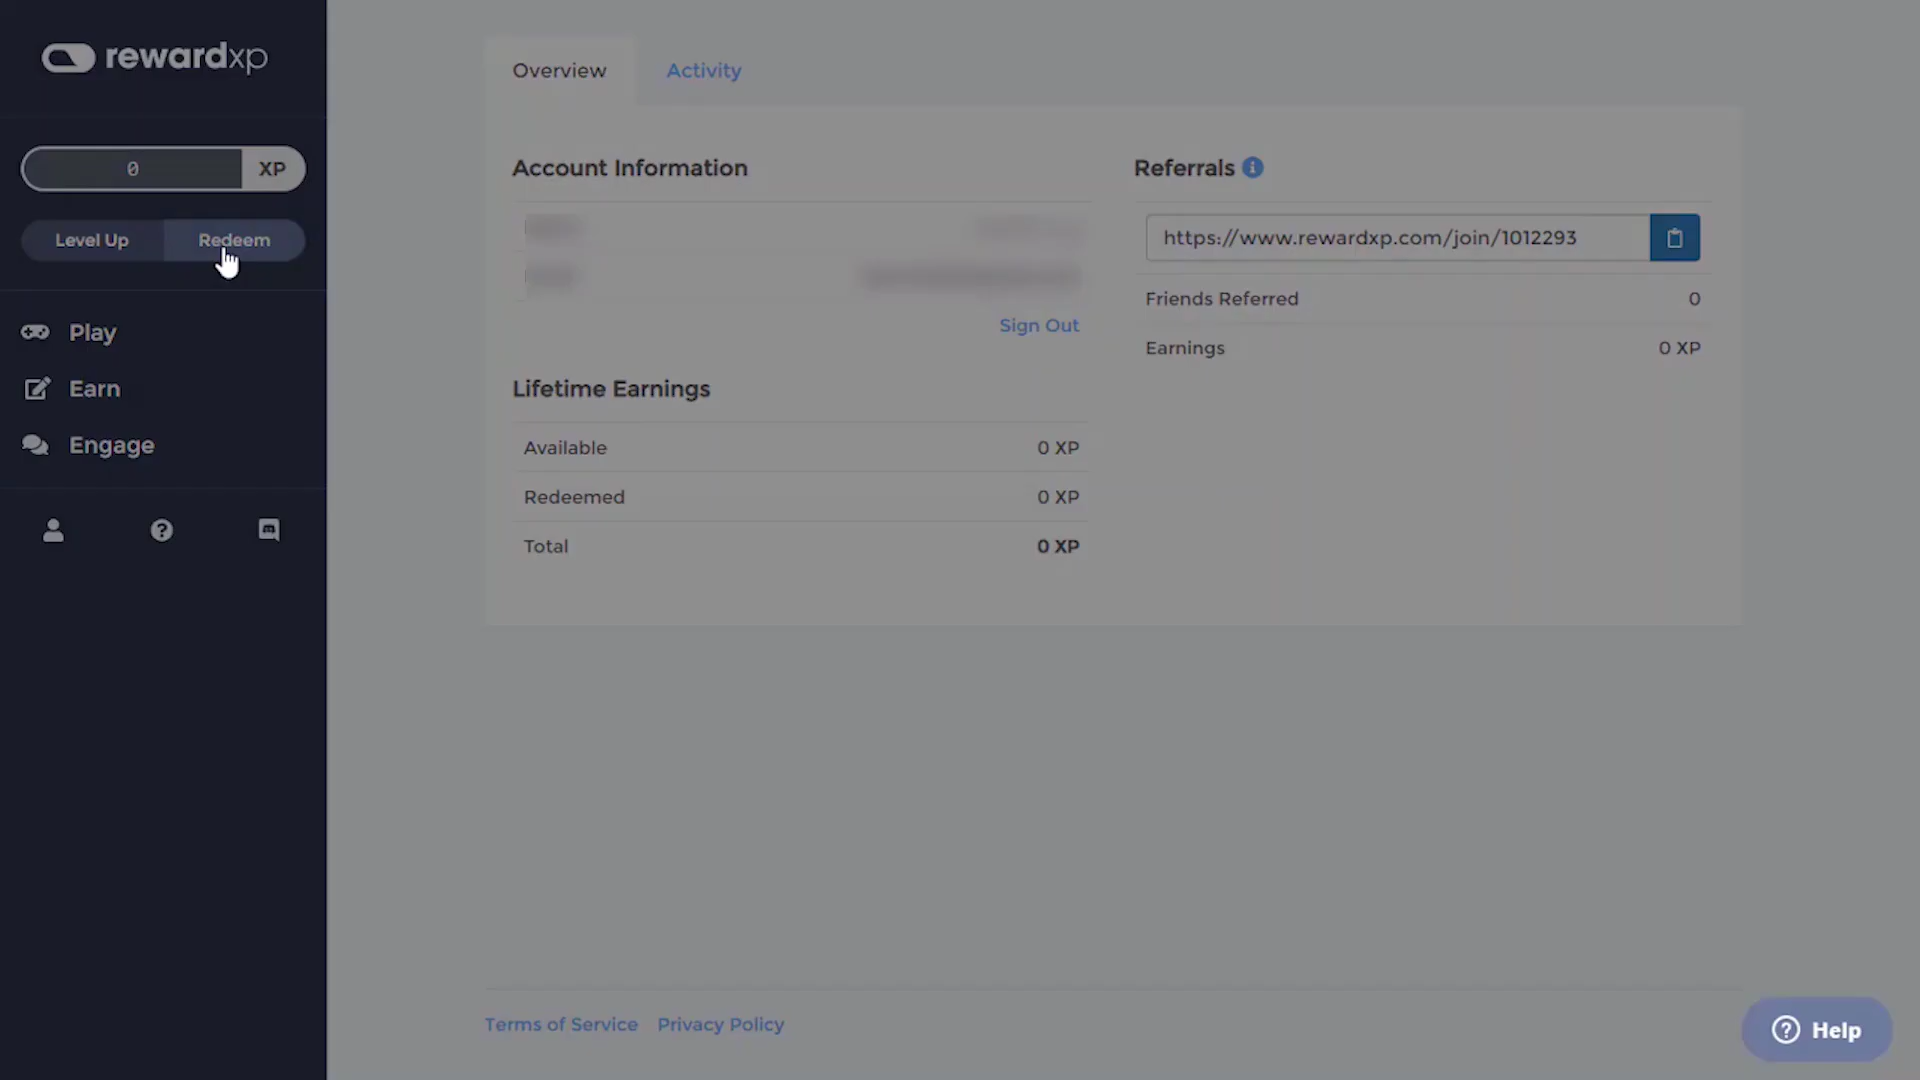 rewardxp
0 XP
Level Up Redeem
Play
Earn
Engage
Overview Activity
Account Information
Sign Out
Lifetime Earnings
Available 0 XP
Redeemed 0 XP
Total 0 XP
Referrals
https://www.rewardxp.com/join/1012293
Friends Referred 0
Earnings 0 XP
Terms of Service Privacy Policy
Help